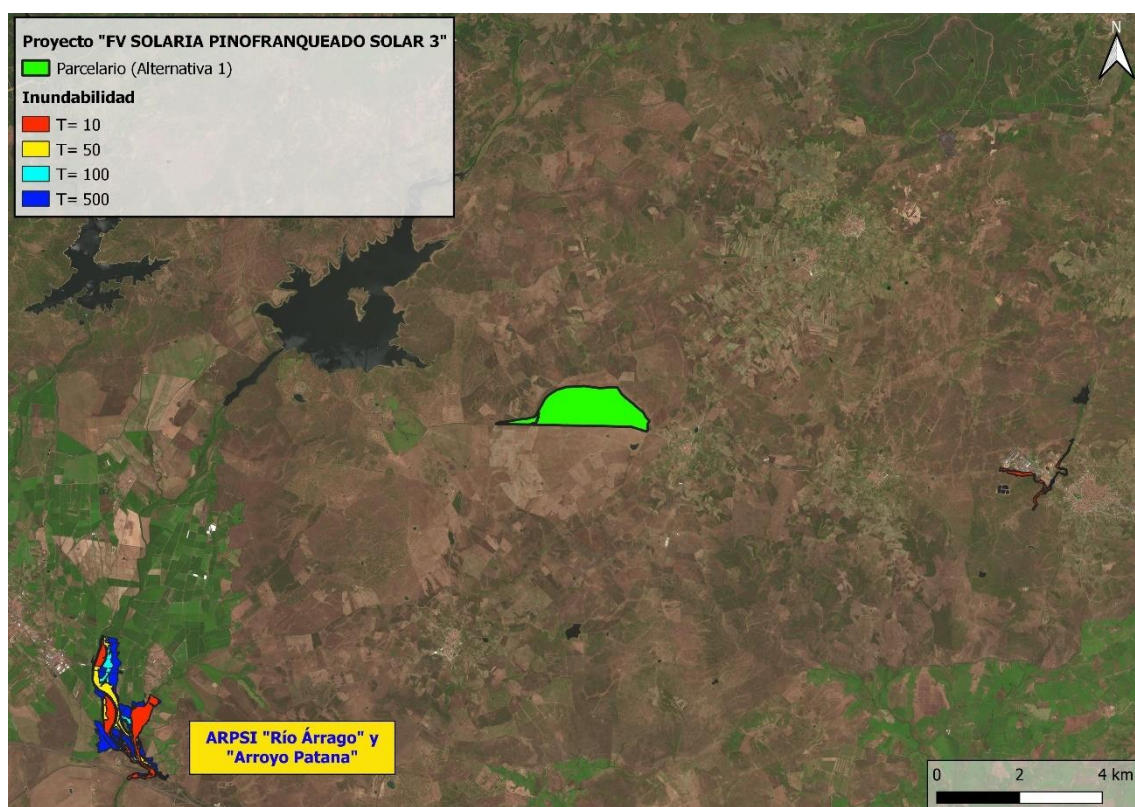 Proyecto "FV SOLARIA PINOFRANQUEADO SOLAR 3"
Parcelario (Alternativa 1)
Inundabilidad
T= 10
T= 50
T= 100
T= 500
N
ARPSI "Río Árrago" y
"Arroyo Patana"
0 2 4 km